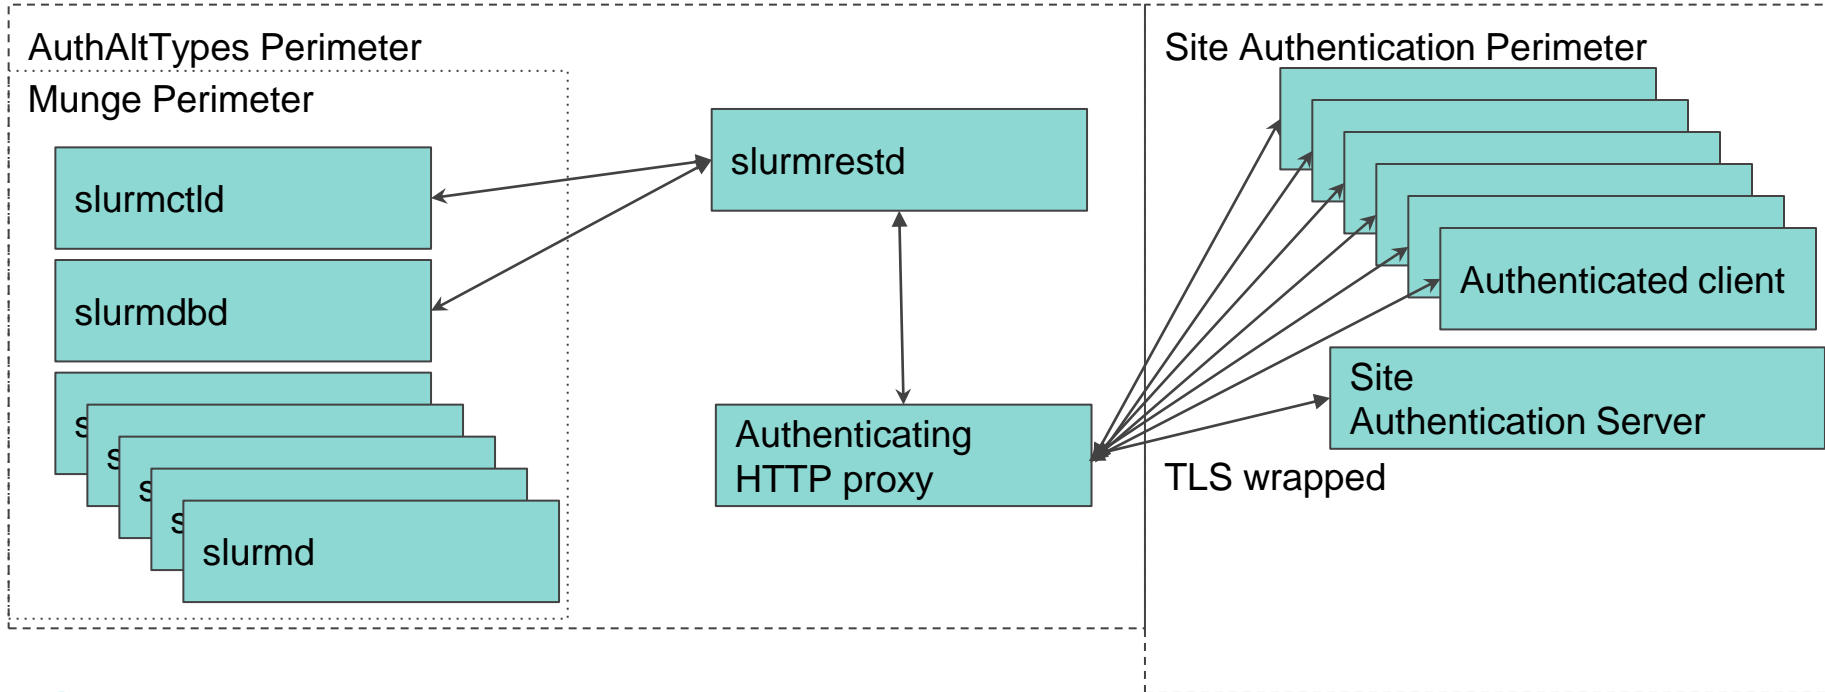 AuthAltTypes Perimeter
Munge Perimeter
slurmctld
slurmdbd
s
s
s
s
slurmd
slurmrestd
Authenticating
HTTP proxy
Site Authentication Perimeter
Authenticated client
Site
Authentication Server
TLS wrapped